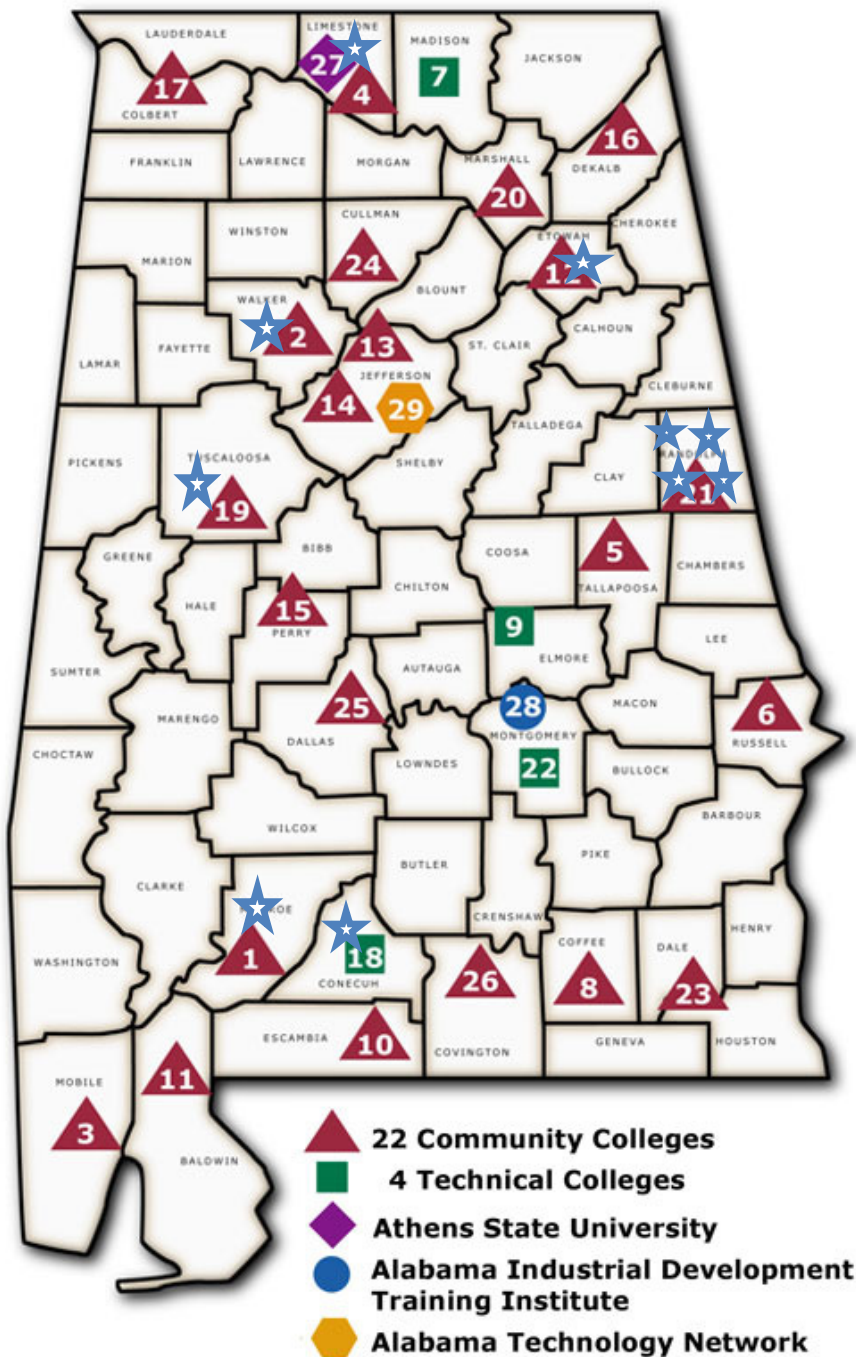 LAUDERDALE
LIMESTONE
MADISON
JACKSON
27
7
17
4
COLBERT
16
FRANKLIN
LAWRENCE
MORGAN
MARSHALL
DEKALB
20
CULLMAN
CHEROKEE
WINSTON
ETOWAH
MARION
24
12
BLOUNT
WALKER
CALHOUN
2
13
ST. CLAIR
FAYETTE
LAMAR
JEFFERSON
CLEBURNE
14
29
TALLADEGA
PICKENS
TUSCALOOSA
SHELBY
RANDOLPH
CLAY
21
19
BIBB
5
GREENE
COOSA
CHAMBERS
CHILTON
TALLAPOOSA
HALE
15
9
PERRY
LEE
ELMORE
SUMTER
AUTAUGA
25
28
MACON
6
MARENGO
MONTGOMERY
DALLAS
RUSSELL
CHOCTAW
LOWNDES
22
BULLOCK
BARBOUR
WILCOX
BUTLER
PIKE
CLARKE
MONROE
CRENSHAW
HENRY
COFFEE
DALE
WASHINGTON
1
18
26
8
23
CONECUH
ESCAMBIA
10
COVINGTON
GENEVA
HOUSTON
11
MOBILE
3
BALDWIN
22 Community Colleges
4 Technical Colleges
Athens State University
Alabama Industrial Development
Training Institute
Alabama Technology Network